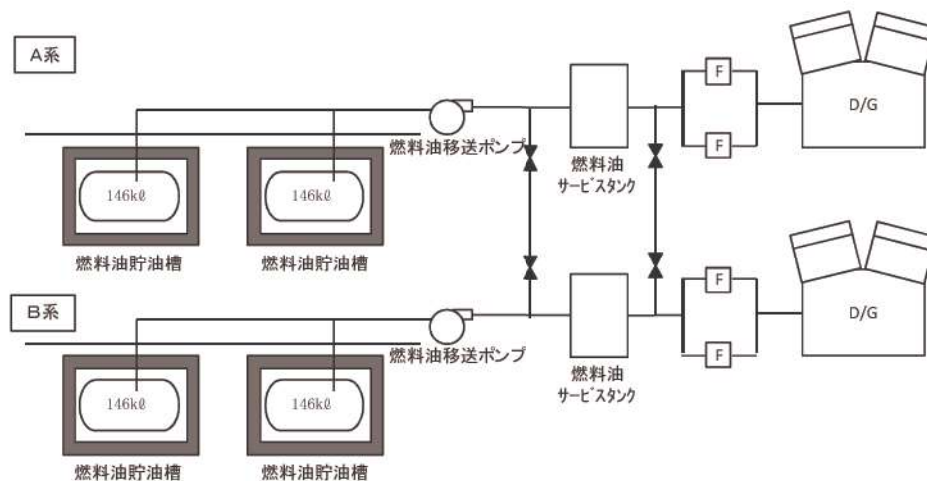 A系
F
D/G
F
燃料油移送ポンプ
燃料油
サービスタンク
146kℓ
146kℓ
燃料油貯油槽
燃料油貯油槽
B系
F
D/G
F
燃料油移送ポンプ
燃料油
サービスタンク
146kℓ
146kℓ
燃料油貯油槽
燃料油貯油槽